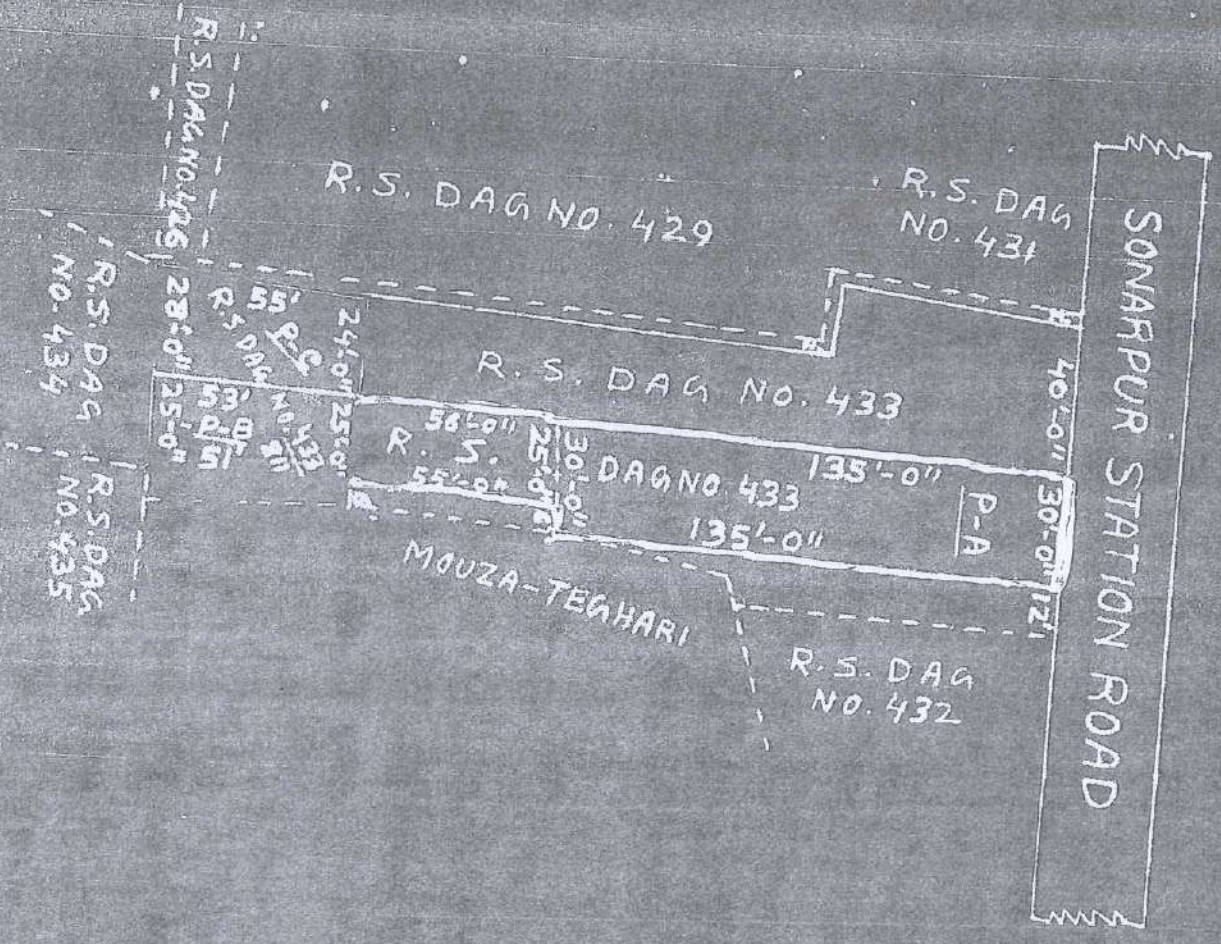 R.S. DAG NO. 426
R.S. DAG NO. 429
R.S. DAG
NO. 431
SONARPUR STATION ROAD
40'-0"
30'-0"
12'
R. S. DAG NO. 433
135'-0"
P-A
DAG NO. 433
135'-0"
30'-0"
25'-0"
56'-0"
R. S.
55'-0"
24'-0"
25'-0"
55'
P-C
R.S DAG NO. 433
53'
P-B
51'
28'-0"
25'-0"
R.S. DAG
NO. 434
R.S. DAG
NO. 435
MOUZA-TEGHARI
R.S. DAG
NO. 432